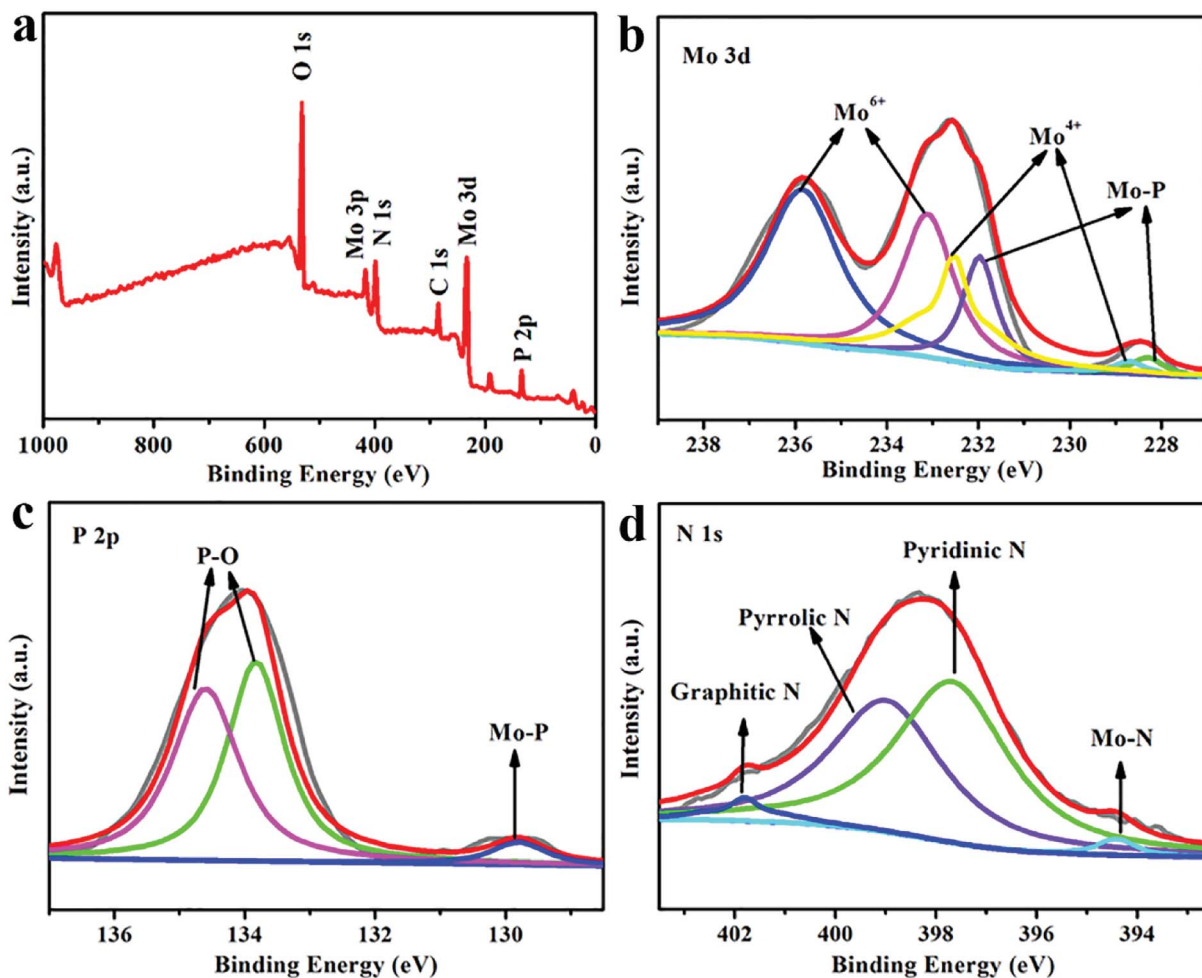 a
O 1s
Mo 3p
N 1s
C 1s
Mo 3d
P 2p
Intensity (a.u.)
1000 800 600 400 200 0
Binding Energy (eV)
b
Mo 3d
Mo⁶⁺
Mo⁴⁺
Mo-P
Intensity (a.u.)
238 236 234 232 230 228
Binding Energy (eV)
c
P 2p
P-O
Mo-P
Intensity (a.u.)
136 134 132 130
Binding Energy (eV)
d
N 1s
Pyridinic N
Pyrrolic N
Graphitic N
Mo-N
Intensity (a.u.)
402 400 398 396 394
Binding Energy (eV)